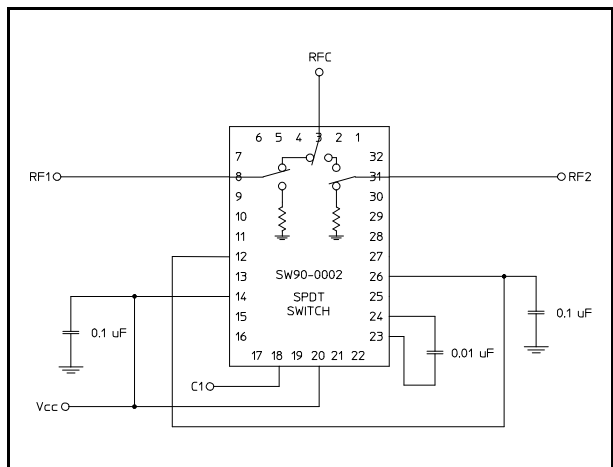 RFC
6 5 4 3 2 1
7 32
RF1 8 31 RF2
9 30
10 29
11 28
12 27
13 SW90-0002 26
14 SPDT 25
SWITCH
15 24
16 23
0.1 uF 0.01 uF 0.1 uF
17 18 19 20 21 22
C1
Vcc